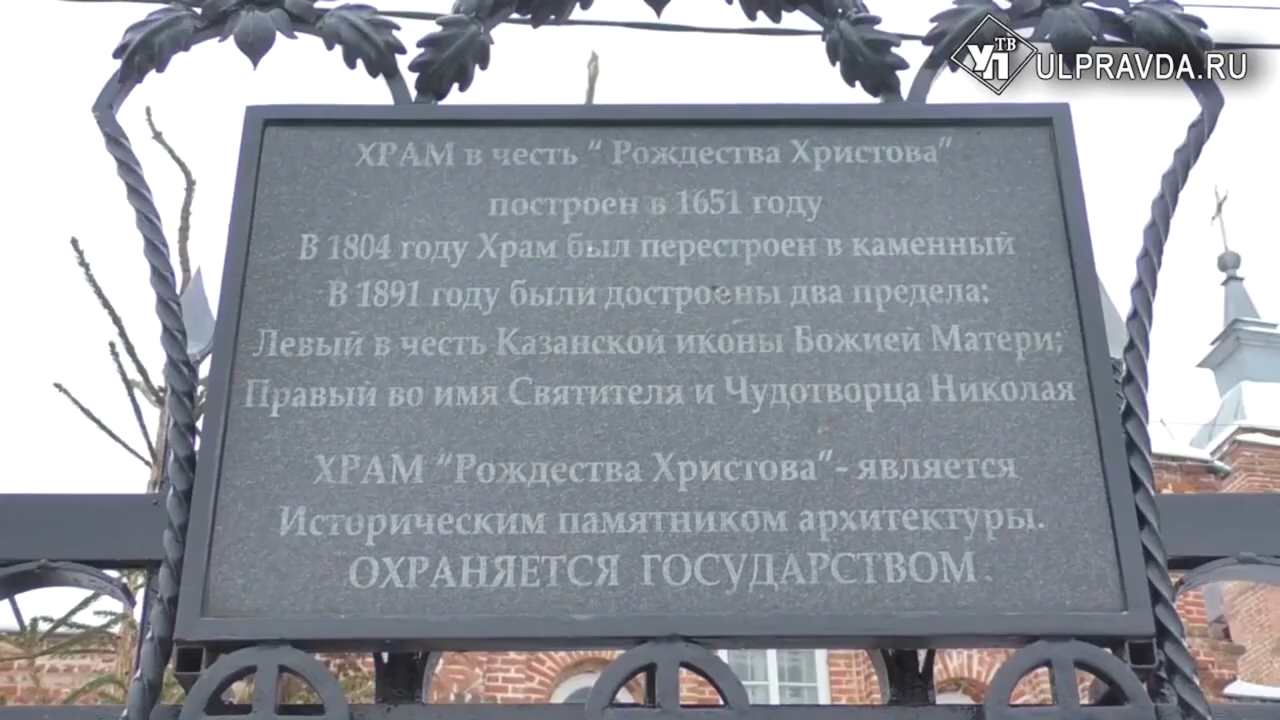 УП ТВ ULPRAVDA.RU
ХРАМ в честь “ Рождества Христова”
построен в 1651 году
В 1804 году Храм был перестроен в каменный
В 1891 году были достроены два предела:
Левый в честь Казанской иконы Божией Матери;
Правый во имя Святителя и Чудотворца Николая
ХРАМ “Рождества Христова”- является
Историческим памятником архитектуры.
ОХРАНЯЕТСЯ ГОСУДАРСТВОМ.